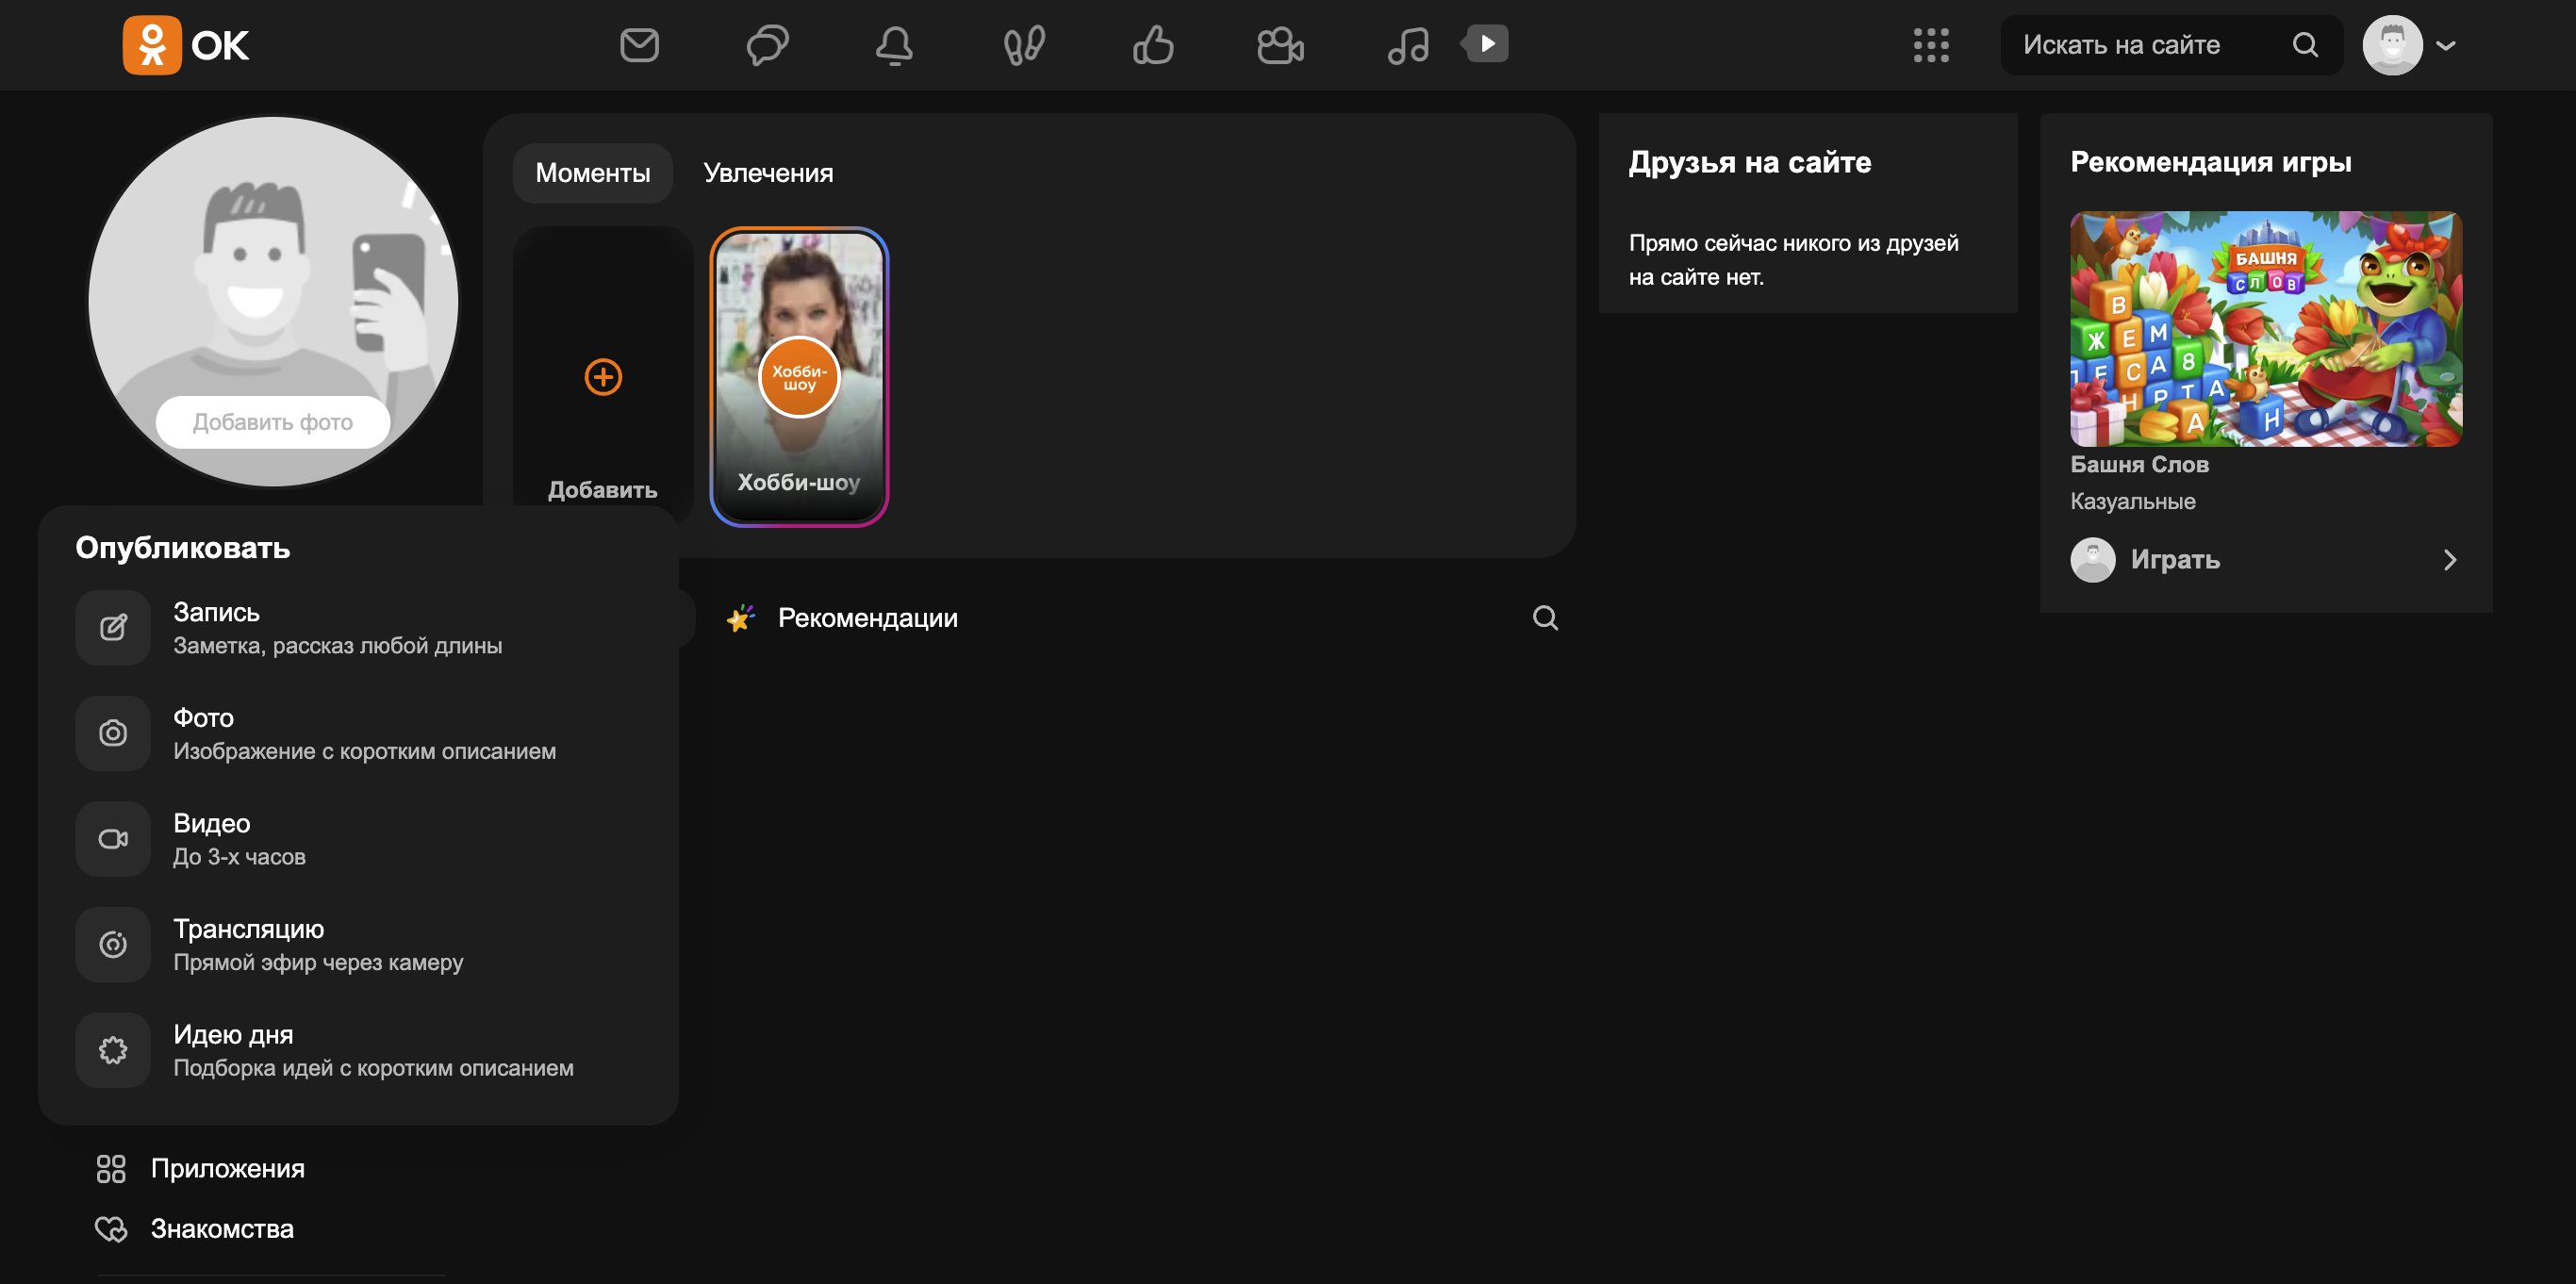 ОК
Искать на сайте
Добавить фото
Моменты
Увлечения
Добавить
Хобби-
шоу
Хобби-шоу
Друзья на сайте
Прямо сейчас никого из друзей
на сайте нет.
Рекомендация игры
БАШНЯ
СЛОВ
Башня Слов
Казуальные
Играть
Рекомендации
Опубликовать
Запись
Заметка, рассказ любой длины
Фото
Изображение с коротким описанием
Видео
До 3-х часов
Трансляцию
Прямой эфир через камеру
Идею дня
Подборка идей с коротким описанием
Приложения
Знакомства